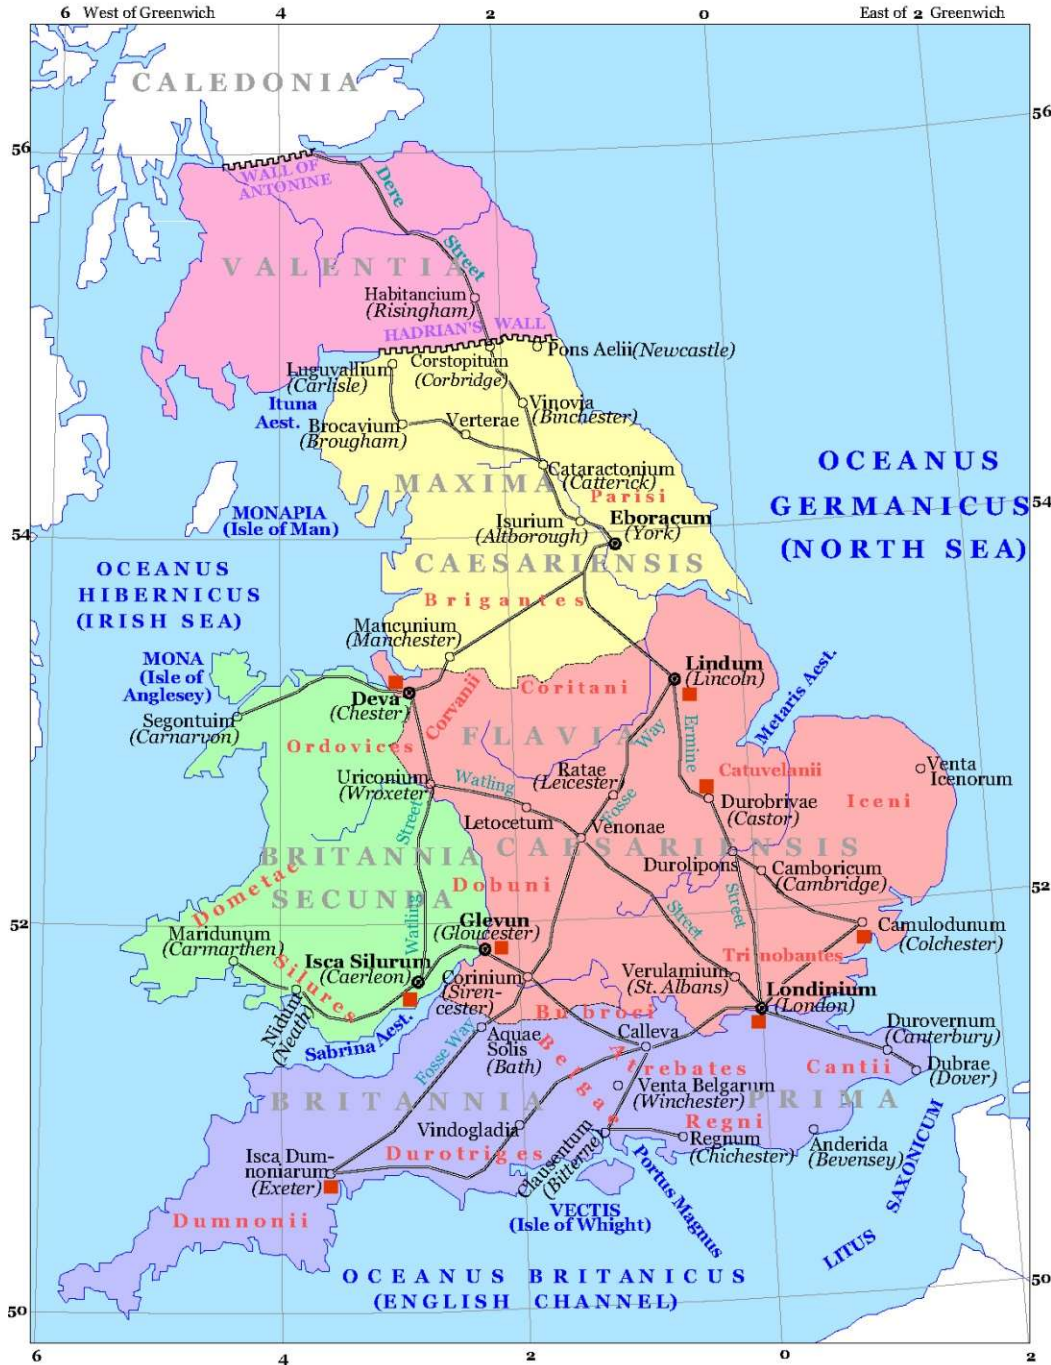 6 West of Greenwich 4 2 0 East of 2 Greenwich
CALEDONIA
56
56
WALL OF
ANTONINE
Dere
Street
VALENTIA
Habitancium
(Risingham)
HADRIAN'S WALL
Pons Aelii (Newcastle)
Luguvallium
(Carlisle)
Corstopitum
(Corbridge)
Ituna
Aest.
Brocavium
(Brougham)
Verterae
Vinovia
(Binchester)
Cataractonium
(Catterick)
MAXIMA
Parisi
OCEANUS
GERMANICUS
(NORTH SEA)
MONAPIA
(Isle of Man)
Isurium
(Altborough)
Eboracum
(York)
54
54
OCEANUS
HIBERNICUS
(IRISH SEA)
CAESARIENSIS
Brigantes
Mancunium
(Manchester)
MONA
(Isle of
Anglesey)
Segontuim
(Carnarvon)
Deva
(Chester)
Corvanii
Coritani
Lindum
(Lincoln)
Metaris Aest.
Ordovices
FLAVIA
Way
Ermine
Uriconium
(Wroxeter)
Watling
Ratae
(Leicester)
Fosse
Catuvelanii
Venta
Icenorum
Durobrivae
(Castor)
Iceni
Street
Letocetum
Venonae
CAESARIENSIS
BRITANNIA
SECUNDA
Durolipons
Camboricum
(Cambridge)
Dobuni
52
52
Dometae
Watling
Street
Street
Glevun
(Gloucester)
Camulodunum
(Colchester)
Maridunum
(Carmarthen)
Silures
Isca Silurum
(Caerleon)
Corinium
(Siren-
cester)
Verulamium
(St. Albans)
Trinobantes
Londinium
(London)
Nidum
(Neath)
Sabrina Aest.
Bubroci
Fosse Way
Aquae
Solis
(Bath)
Calleva
Durovernum
(Canterbury)
Bergae
Atrebates
Cantii
Dubrae
(Dover)
BRITANNIA PRIMA
Venta Belgarum
(Winchester)
Vindogladia
Regni
Regnum
(Chichester)
Anderida
(Bevensey)
Durotriges
Clausentum
(Bitterne)
Isca Dum-
noniarum
(Exeter)
Dumnonii
VECTIS
(Isle of Whight)
Portus Magnus
LITUS SAXONICUM
OCEANUS BRITANICUS
(ENGLISH CHANNEL)
50
50
6 4 2 0 2